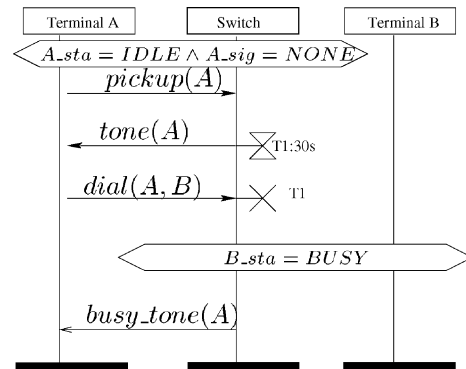 Terminal A Switch Terminal B
A_sta = IDLE ∧ A_sig = NONE
pickup(A)
tone(A) T1:30s
dial(A, B) T1
B_sta = BUSY
busy_tone(A)